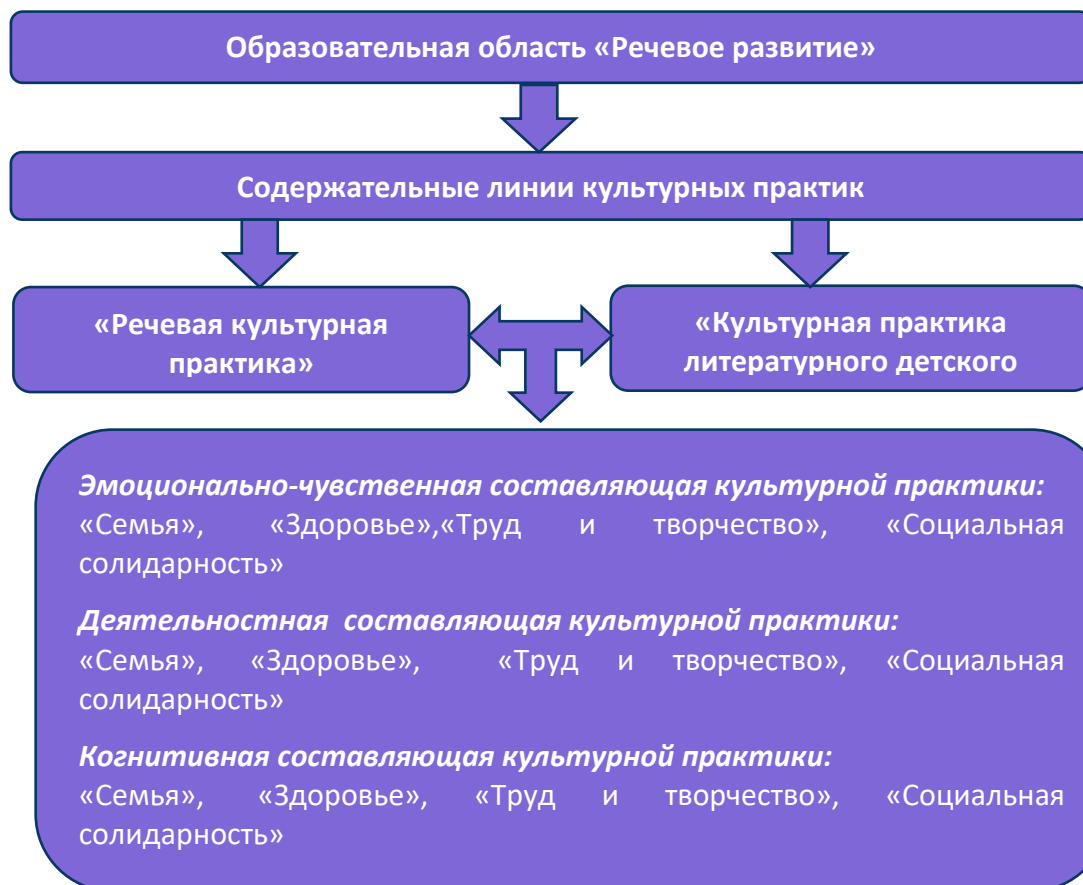 Образовательная область «Речевое развитие»
Содержательные линии культурных практик
«Речевая культурная
практика»
«Культурная практика
литературного детского
Эмоционально-чувственная составляющая культурной практики:
«Семья», «Здоровье»,«Труд и творчество», «Социальная
солидарность»
Деятельностная составляющая культурной практики:
«Семья», «Здоровье», «Труд и творчество», «Социальная
солидарность»
Когнитивная составляющая культурной практики:
«Семья», «Здоровье», «Труд и творчество», «Социальная
солидарность»